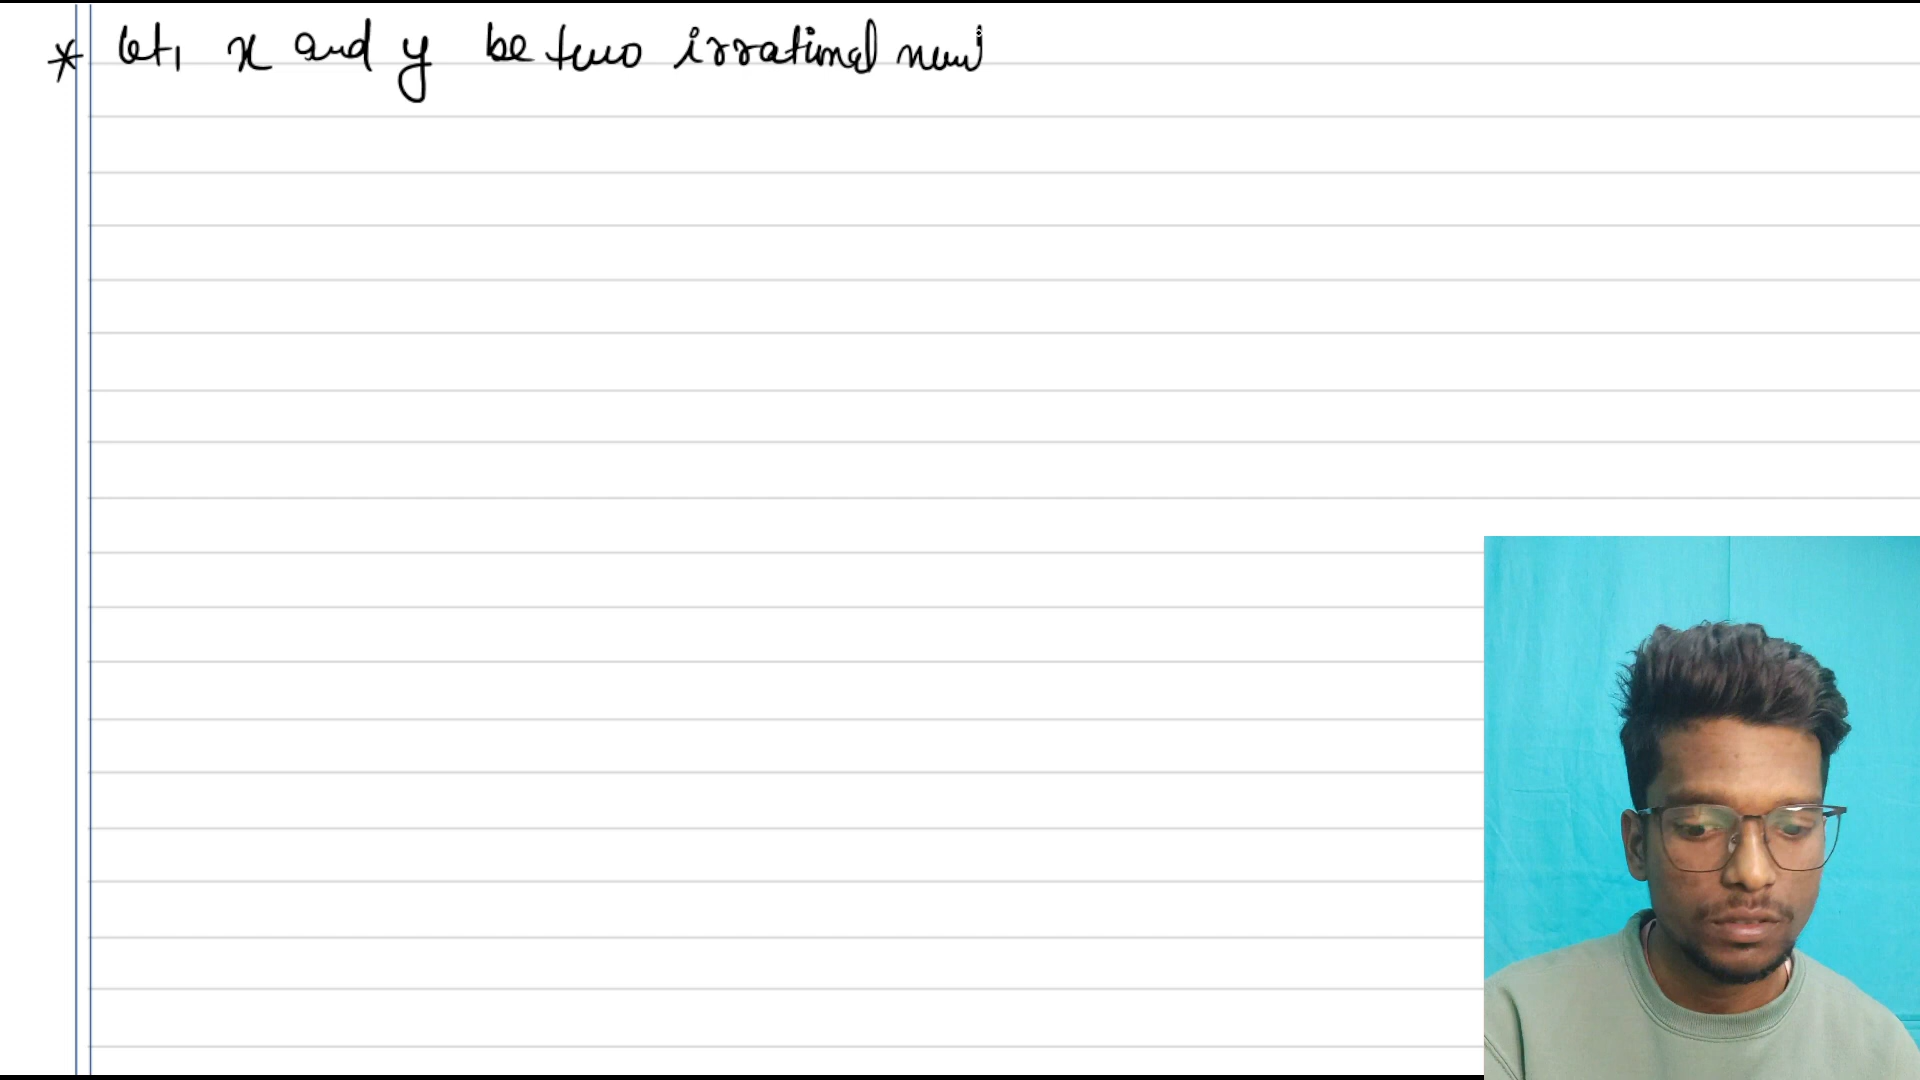 * let, x and y be two irrational num